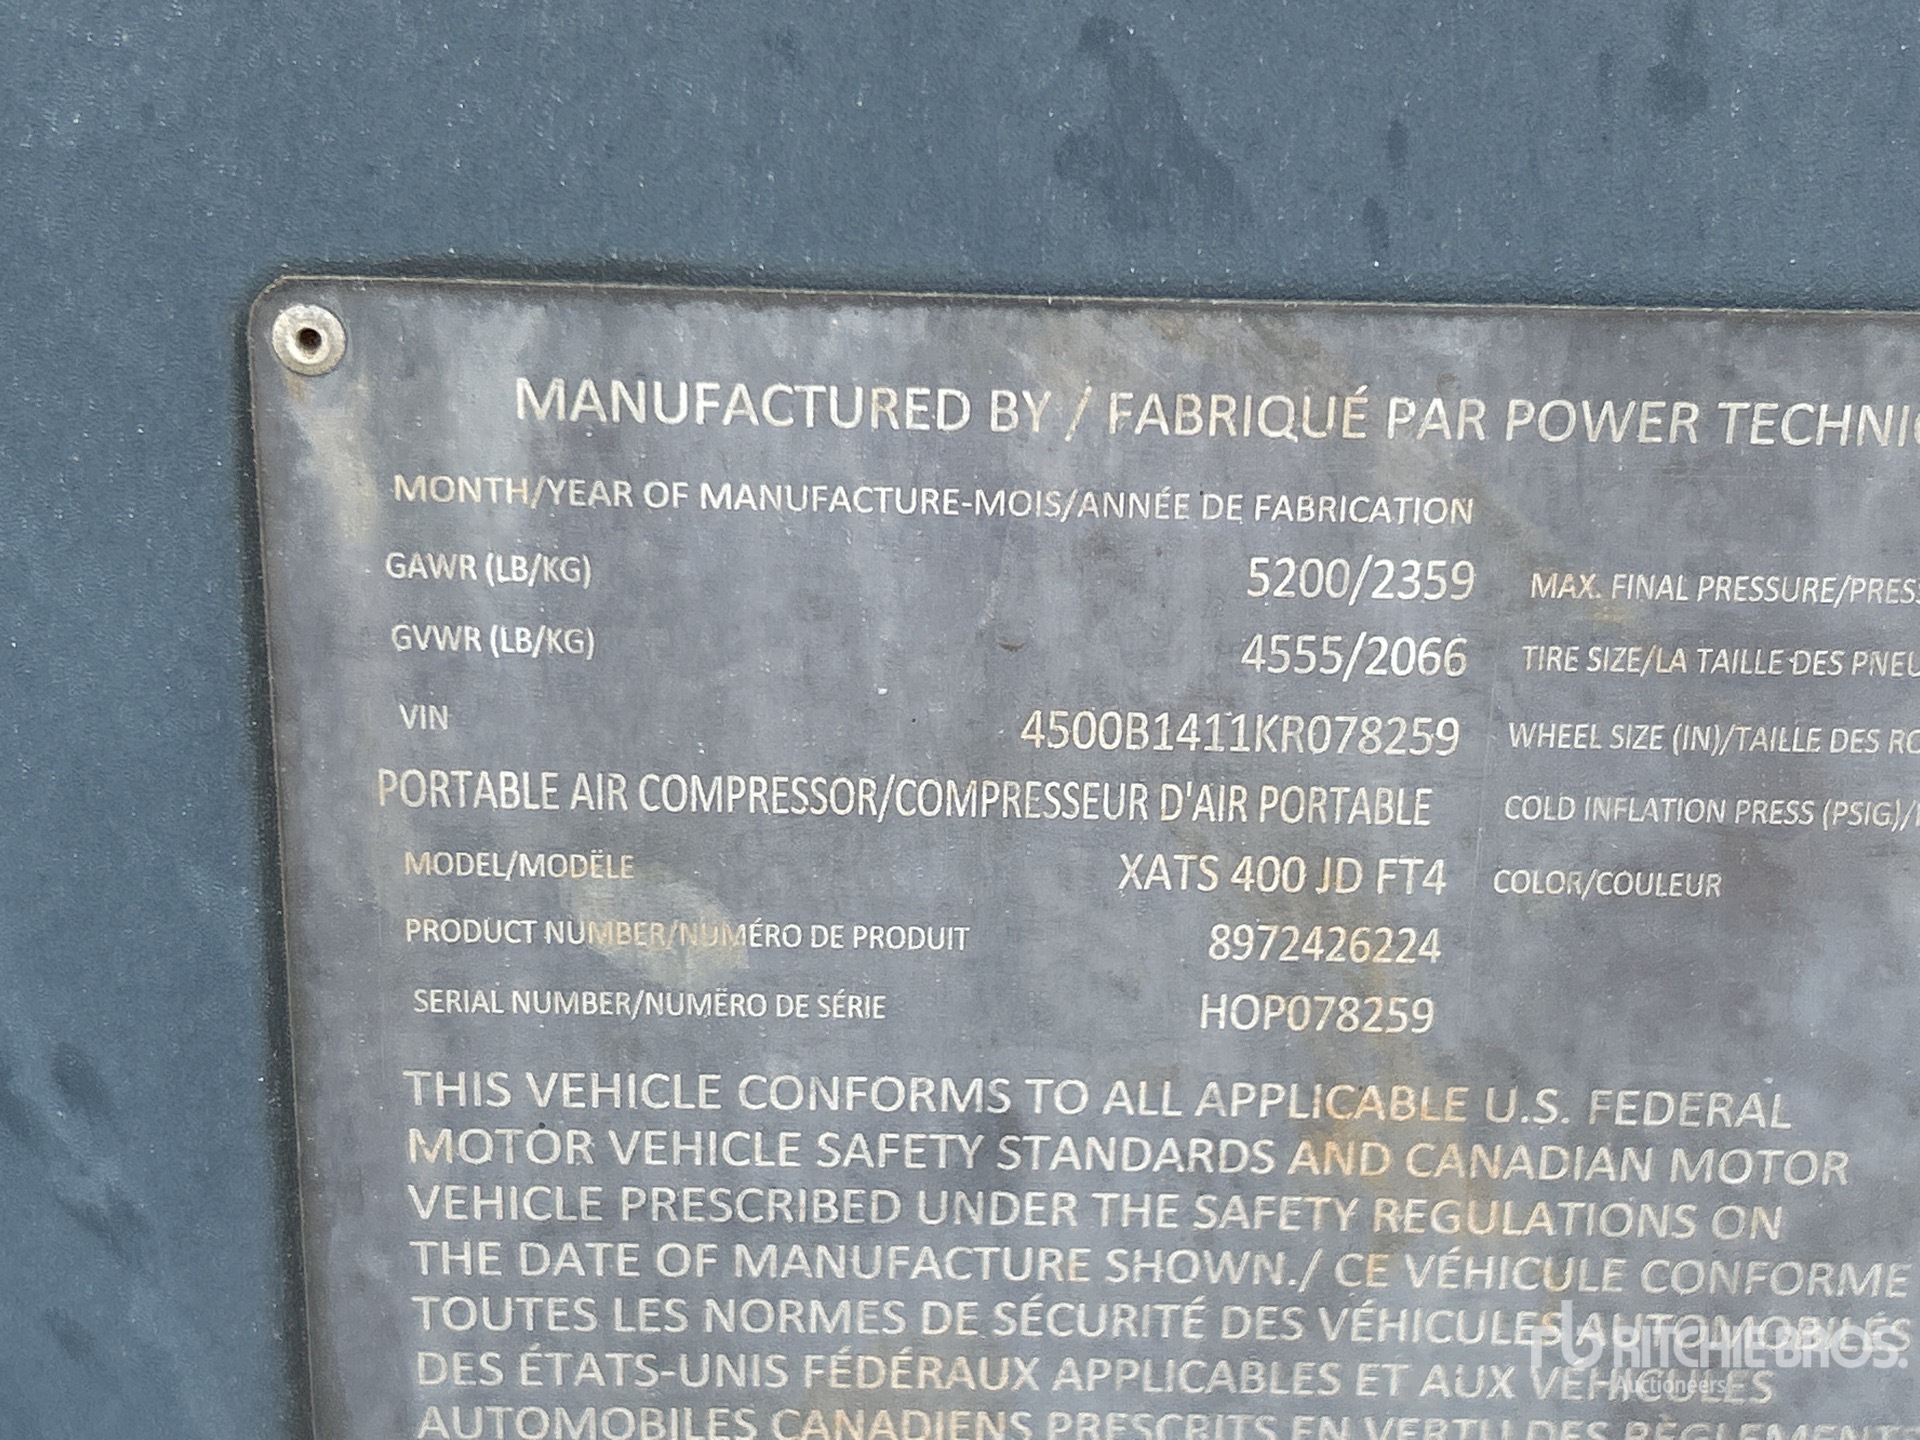 MANUFACTURED BY / FABRIQUÉ PAR POWER TECHNI
MONTH/YEAR OF MANUFACTURE-MOIS/ANNÉE DE FABRICATION
GAWR (LB/KG) 5200/2359 MAX. FINAL PRESSURE/PRES
GVWR (LB/KG) 4555/2066 TIRE SIZE/LA TAILLE DES PNEU
VIN 4500B1411KR078259 WHEEL SIZE (IN)/TAILLE DES RO
PORTABLE AIR COMPRESSOR/COMPRESSEUR D'AIR PORTABLE COLD INFLATION PRESS (PSIG)/
MODEL/MODËLE XATS 400 JD FT4 COLOR/COULEUR
PRODUCT NUMBER/NUMÉRO DE PRODUIT 8972426224
SERIAL NUMBER/NUMËRO DE SÉRIE HOP078259
THIS VEHICLE CONFORMS TO ALL APPLICABLE U.S. FEDERAL
MOTOR VEHICLE SAFETY STANDARDS AND CANADIAN MOTOR
VEHICLE PRESCRIBED UNDER THE SAFETY REGULATIONS ON
THE DATE OF MANUFACTURE SHOWN./ CE VÉHICULE CONFORME
TOUTES LES NORMES DE SÉCURITÉ DES VÉHICULES AUTOMOBILES
DES ÉTATS-UNIS FÉDÉRAUX APPLICABLES ET AUX VÉHICULES
AUTOMOBILES CANADIENS PRESCRITS EN VERTU DES RÈGLEMENT
RITCHIE BROS.
Auctioneers